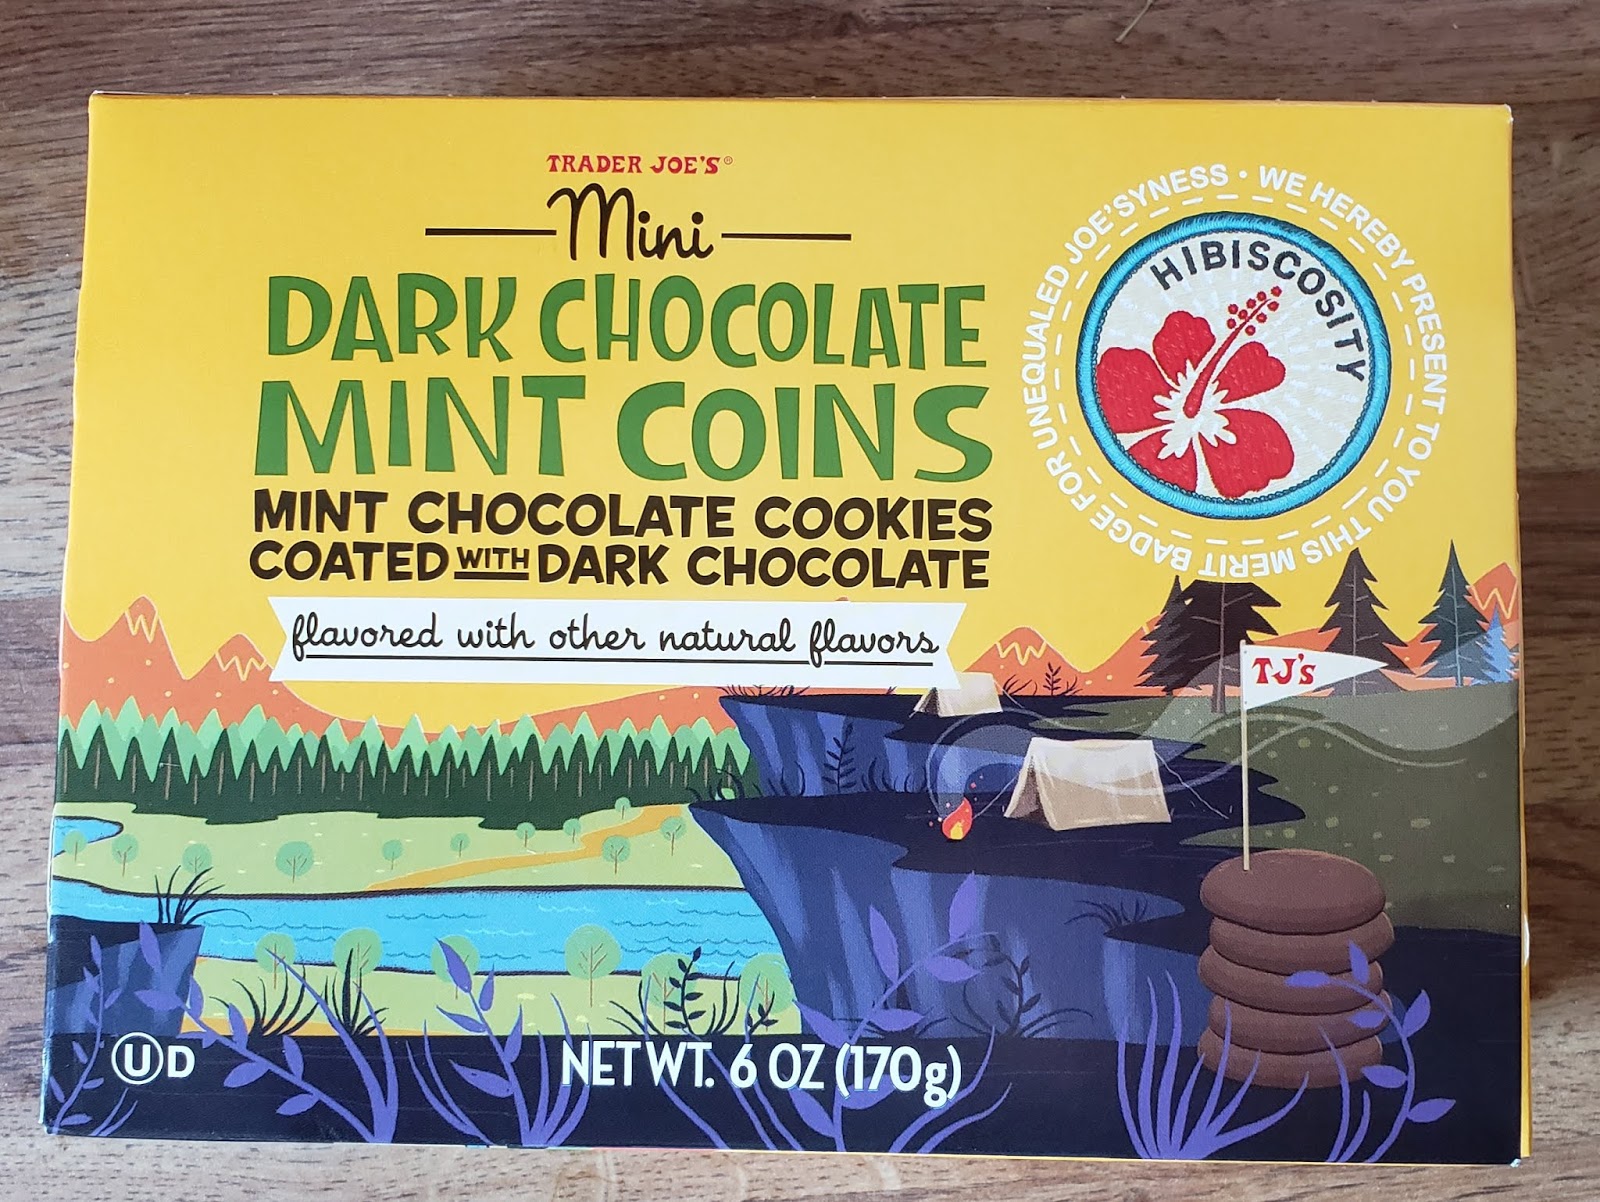 TRADER JOE'S®
Mini
DARK CHOCOLATE
MINT COINS
MINT CHOCOLATE COOKIES
COATED WITH DARK CHOCOLATE
flavored with other natural flavors
WE HEREBY PRESENT TO YOU THIS MERIT BADGE FOR UNEQUALED JOE'SYNESS •
HIBISCOSITY
TJ's
UD
NET WT. 6 OZ (170g)